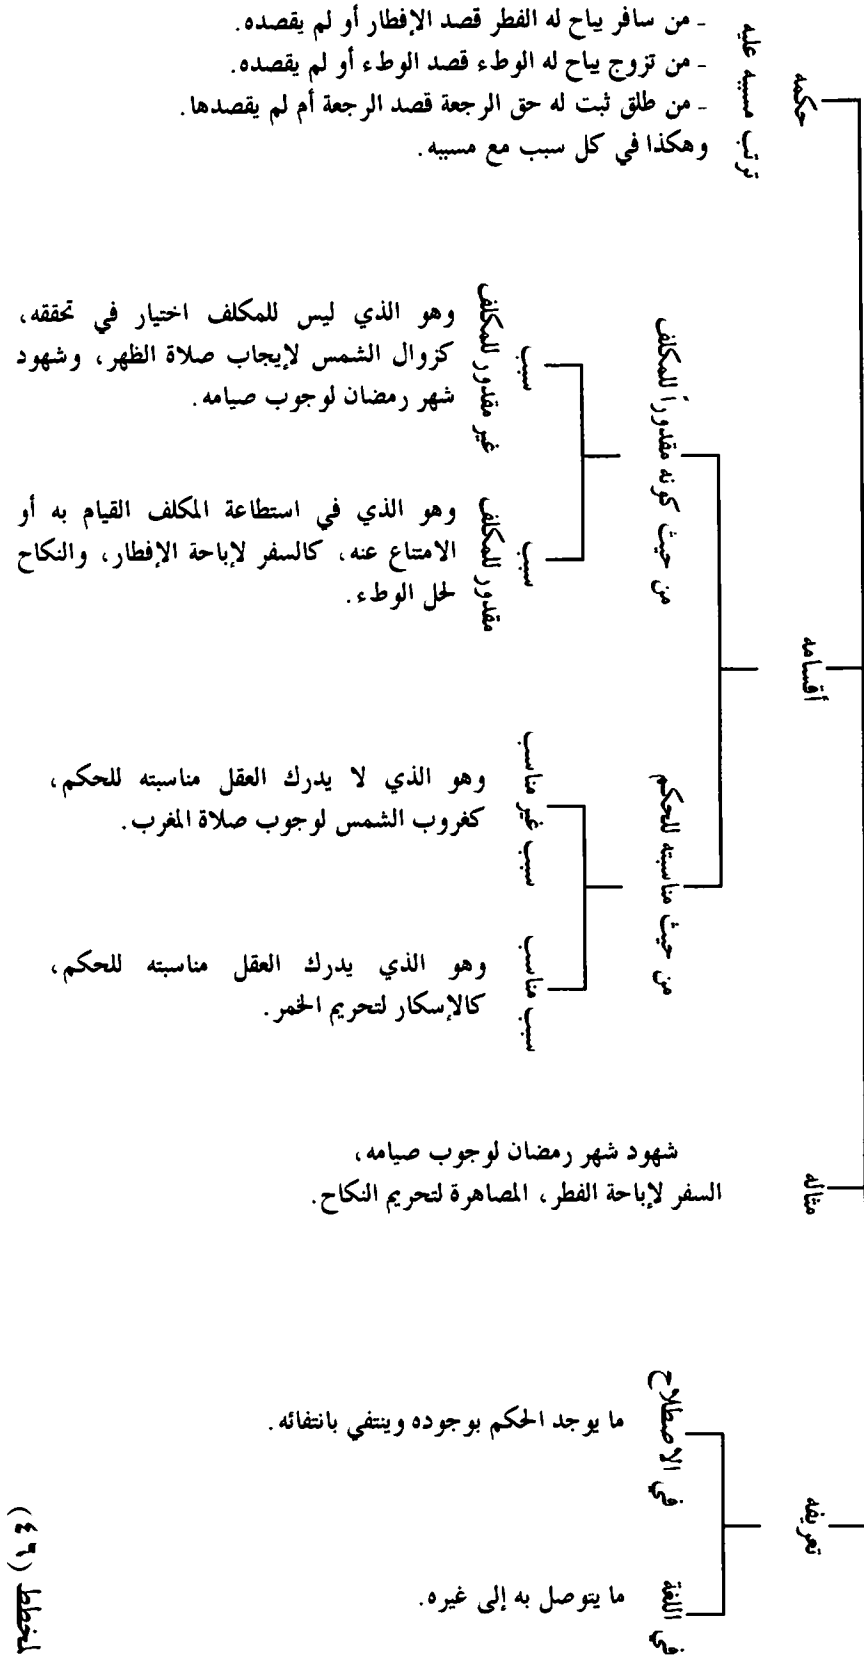 مخطط (٤٦)
تعريفه
في اللغة
ما يتوصل به إلى غيره.
في الاصطلاح
ما يوجد الحكم بوجوده وينتفي بانتفائه.
مثاله
شهود شهر رمضان لوجوب صيامه،
السفر لإباحة الفطر، المصاهرة لتحريم النكاح.
أقسامه
من حيث مناسبته للحكم
سبب مناسب
وهو الذي يدرك العقل مناسبته للحكم،
كالإسكار لتحريم الخمر.
سبب غير مناسب
وهو الذي لا يدرك العقل مناسبته للحكم،
كغروب الشمس لوجوب صلاة المغرب.
من حيث كونه مقدوراً للمكلف
سبب
مقدور للمكلف
وهو الذي في استطاعة المكلف القيام به أو
الامتناع عنه، كالسفر لإباحة الإفطار، والنكاح
لحل الوطء.
سبب
غير مقدور للمكلف
وهو الذي ليس للمكلف اختيار في تحققه،
كزوال الشمس لإيجاب صلاة الظهر، وشهود
شهر رمضان لوجوب صيامه.
حكمه
ترتب مسببه عليه
- من سافر يباح له الفطر قصد الإفطار أو لم يقصده.
- من تزوج يباح له الوطء قصد الوطء أو لم يقصده.
- من طلق ثبت له حق الرجعة قصد الرجعة أم لم يقصدها.
وهكذا في كل سبب مع مسببه.